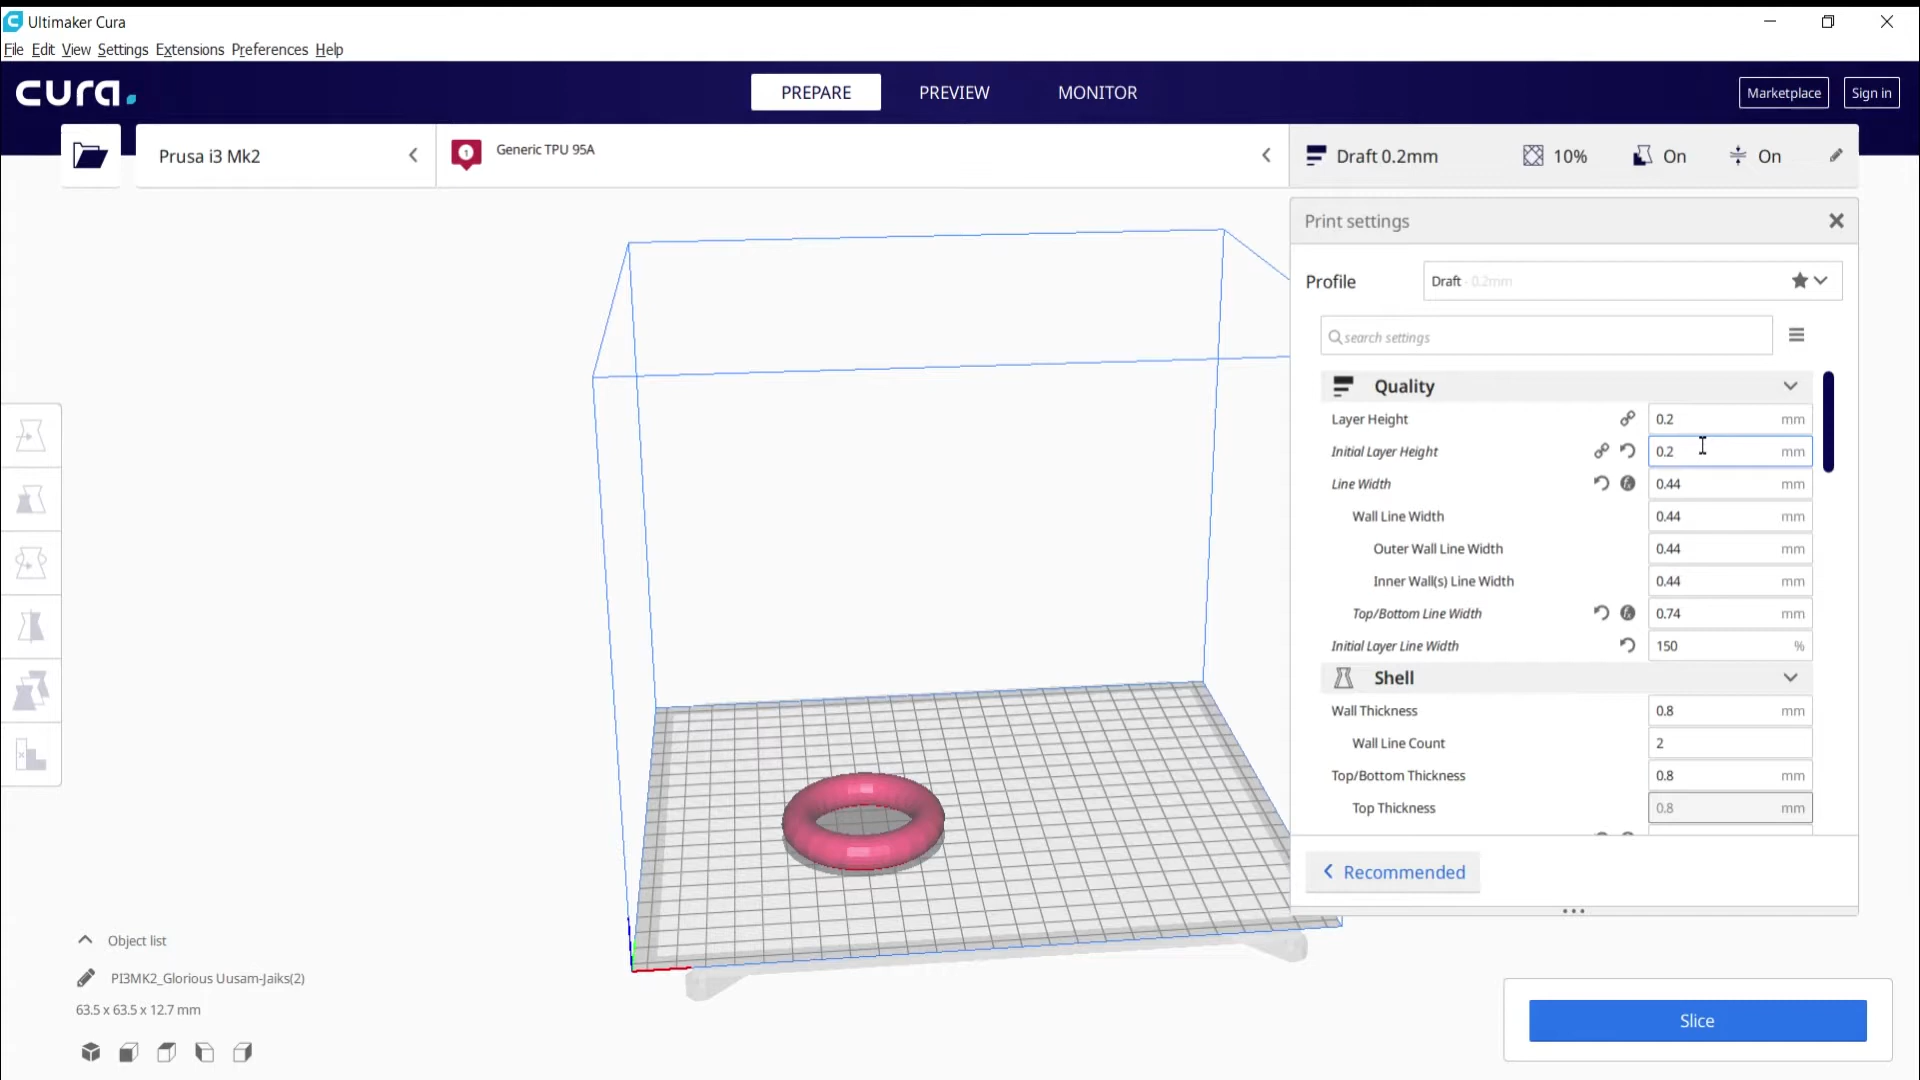 Ultimaker Cura
File Edit View Settings Extensions Preferences Help
cura.
PREPARE PREVIEW MONITOR
Marketplace Sign in
Prusa i3 Mk2
1 Generic TPU 95A
Draft 0.2mm 10% On On
Print settings
Profile Draft - 0.2mm
search settings
Quality
Layer Height 0.2 mm
Initial Layer Height 0.2 mm
Line Width 0.44 mm
Wall Line Width 0.44 mm
Outer Wall Line Width 0.44 mm
Inner Wall(s) Line Width 0.44 mm
Top/Bottom Line Width 0.74 mm
Initial Layer Line Width 150 %
Shell
Wall Thickness 0.8 mm
Wall Line Count 2
Top/Bottom Thickness 0.8 mm
Top Thickness 0.8 mm
Recommended
Object list
PI3MK2_Glorious Uusam-Jaiks(2)
63.5 x 63.5 x 12.7 mm
Slice